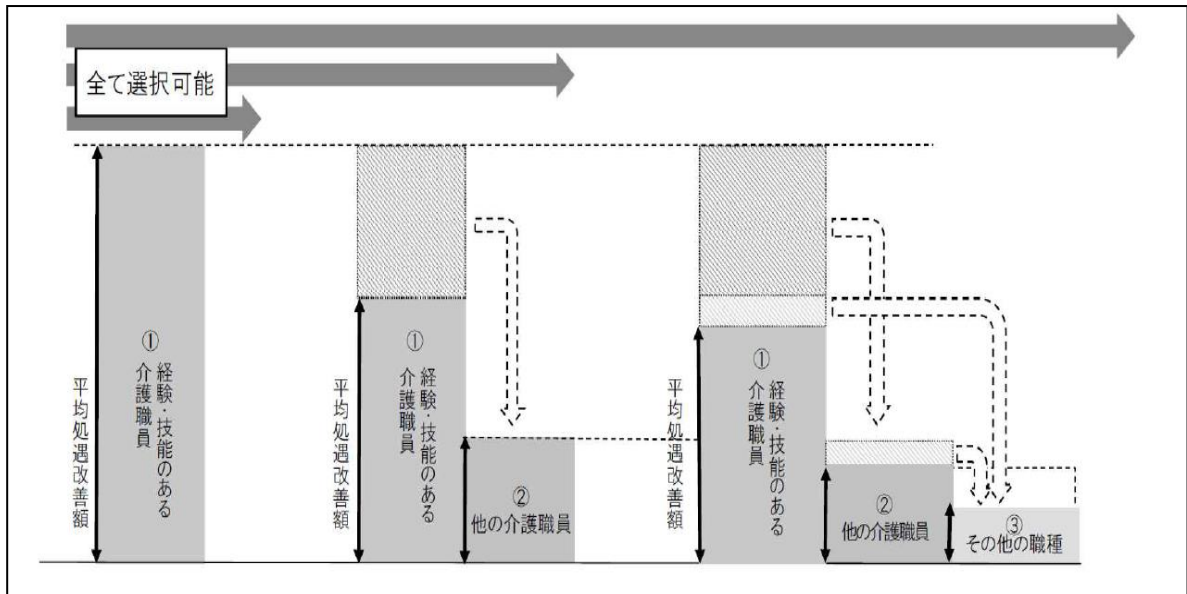 全て選択可能
平均処遇改善額
①
経験・技能のある
介護職員
平均処遇改善額
①
経験・技能のある
介護職員
②
他の介護職員
平均処遇改善額
①
経験・技能のある
介護職員
②
他の介護職員
③
その他の職種